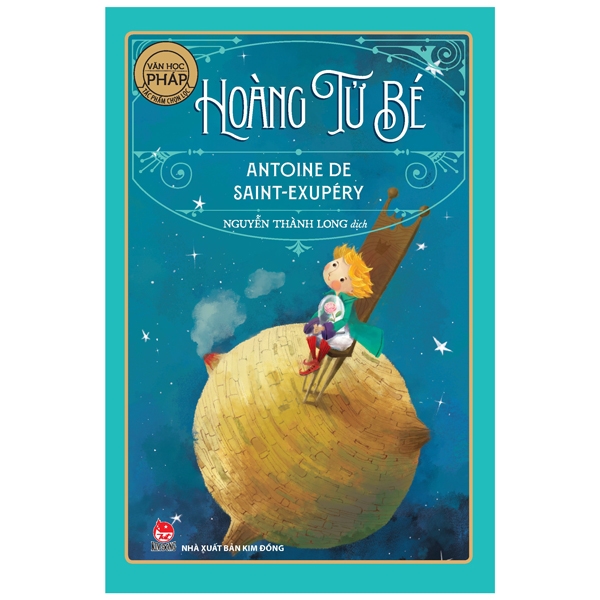 VĂN HỌC
PHÁP
TÁC PHẨM CHỌN LỌC
HOÀNG TỬ BÉ
ANTOINE DE
SAINT-EXUPÉRY
NGUYỄN THÀNH LONG dịch
NHÀ XUẤT BẢN KIM ĐỒNG